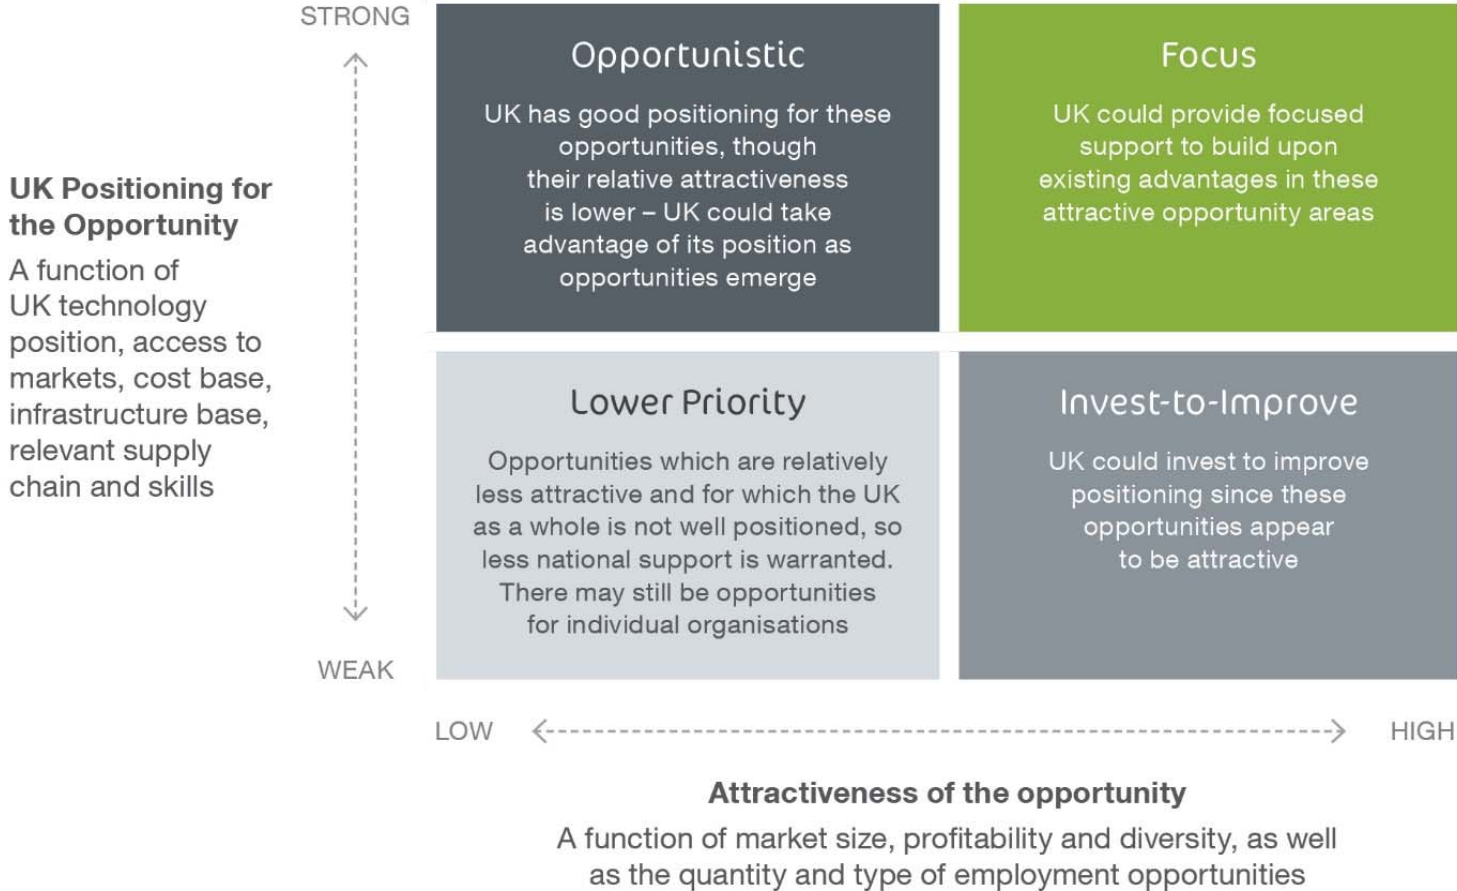 STRONG
Opportunistic
UK has good positioning for these
opportunities, though
their relative attractiveness
is lower – UK could take
advantage of its position as
opportunities emerge
Focus
UK could provide focused
support to build upon
existing advantages in these
attractive opportunity areas
UK Positioning for
the Opportunity
A function of
UK technology
position, access to
markets, cost base,
infrastructure base,
relevant supply
chain and skills
Lower Priority
Opportunities which are relatively
less attractive and for which the UK
as a whole is not well positioned, so
less national support is warranted.
There may still be opportunities
for individual organisations
Invest-to-Improve
UK could invest to improve
positioning since these
opportunities appear
to be attractive
WEAK
LOW
HIGH
Attractiveness of the opportunity
A function of market size, profitability and diversity, as well
as the quantity and type of employment opportunities